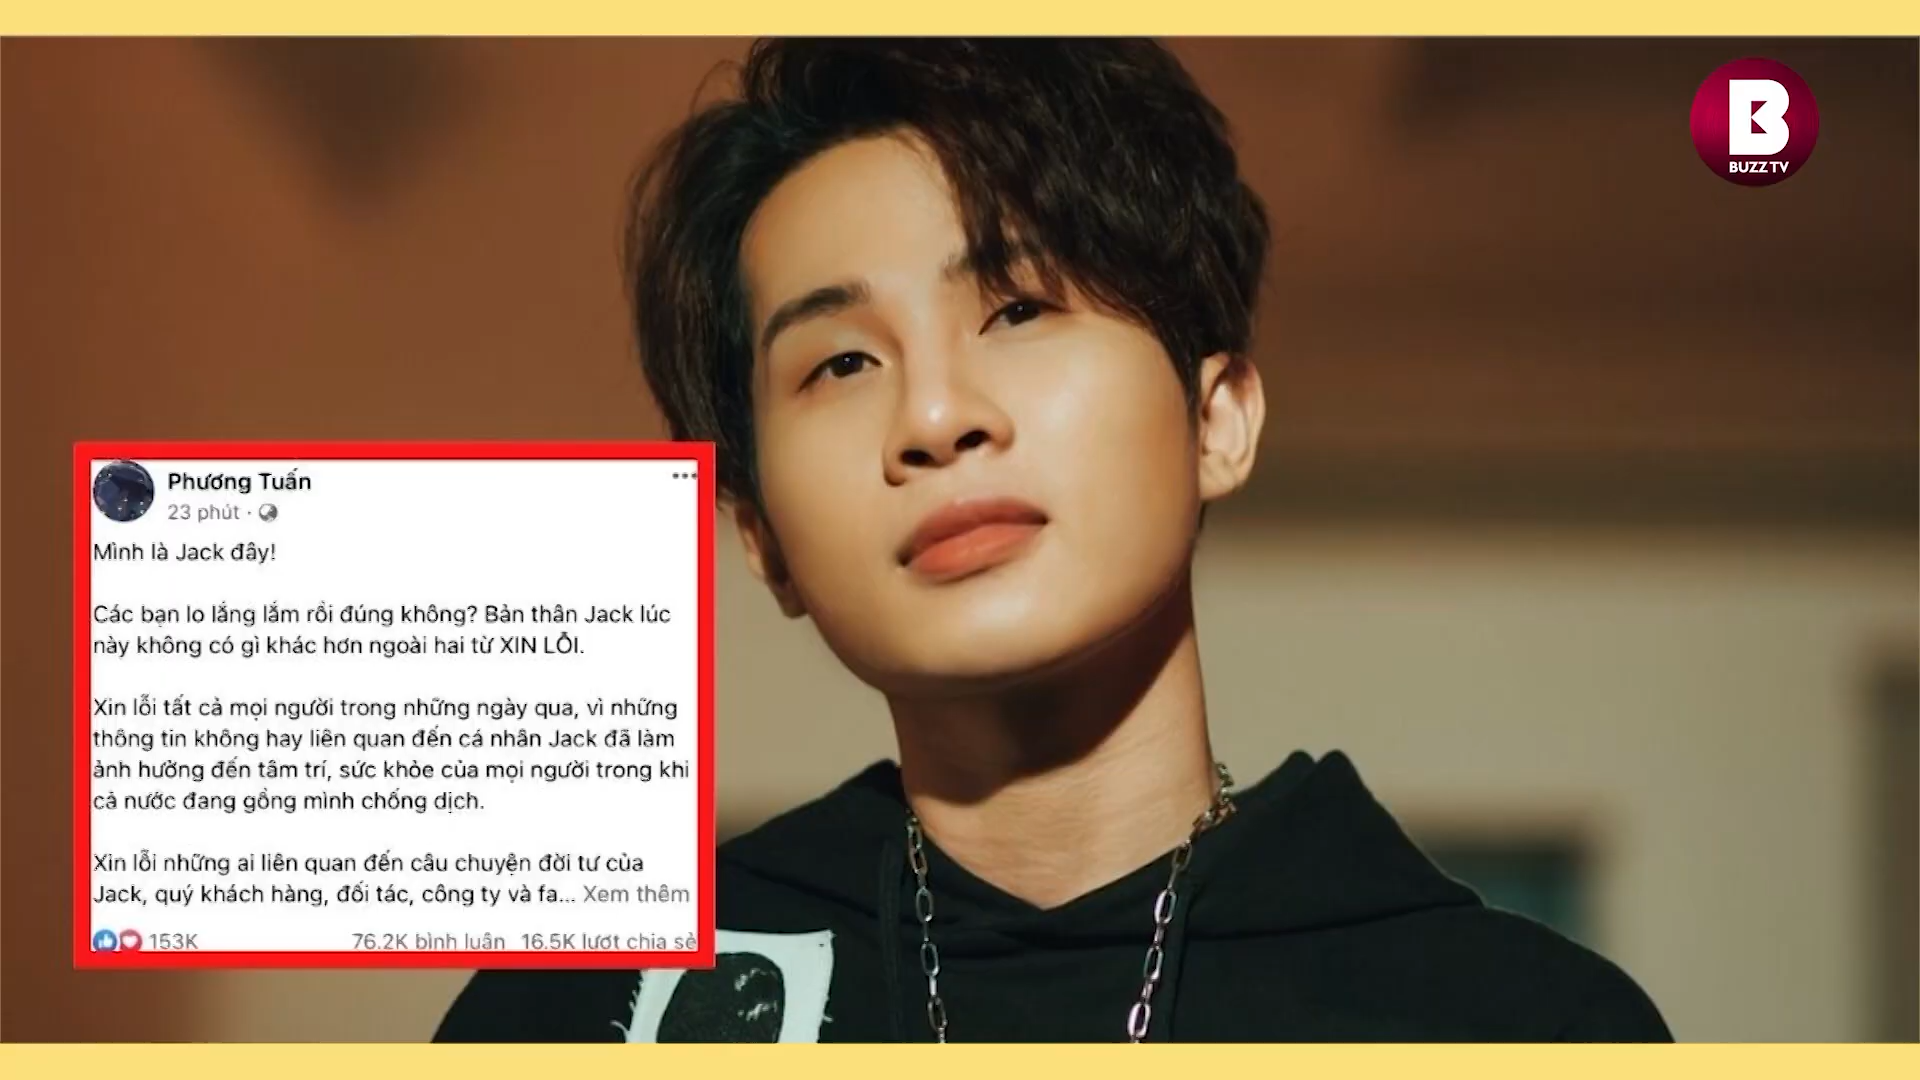 BUZZ TV
Phương Tuấn
23 phút ·
Mình là Jack đây!
Các bạn lo lắng lắm rồi đúng không? Bản thân Jack lúc
này không có gì khác hơn ngoài hai từ XIN LỖI.
Xin lỗi tất cả mọi người trong những ngày qua, vì những
thông tin không hay liên quan đến cá nhân Jack đã làm
ảnh hưởng đến tâm trí, sức khỏe của mọi người trong khi
cả nước đang gồng mình chống dịch.
Xin lỗi những ai liên quan đến câu chuyện đời tư của
Jack, quý khách hàng, đối tác, công ty và fa... Xem thêm
153K 76.2K bình luận 16.5K lượt chia sẻ